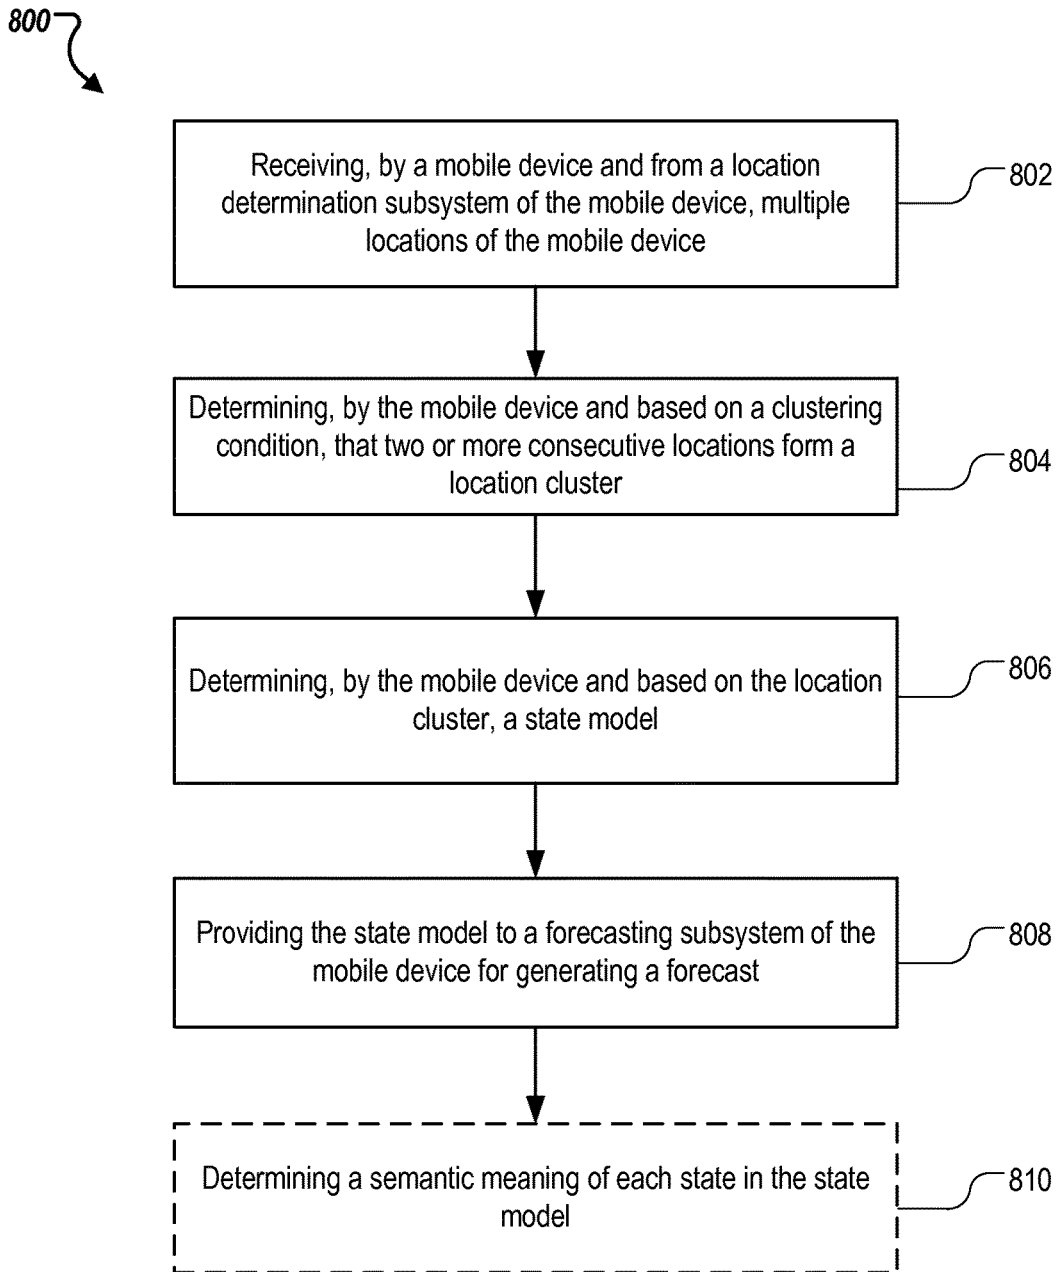 800
Receiving, by a mobile device and from a location
determination subsystem of the mobile device, multiple
locations of the mobile device
802
Determining, by the mobile device and based on a clustering
condition, that two or more consecutive locations form a
location cluster
804
Determining, by the mobile device and based on the location
cluster, a state model
806
Providing the state model to a forecasting subsystem of the
mobile device for generating a forecast
808
Determining a semantic meaning of each state in the state
model
810